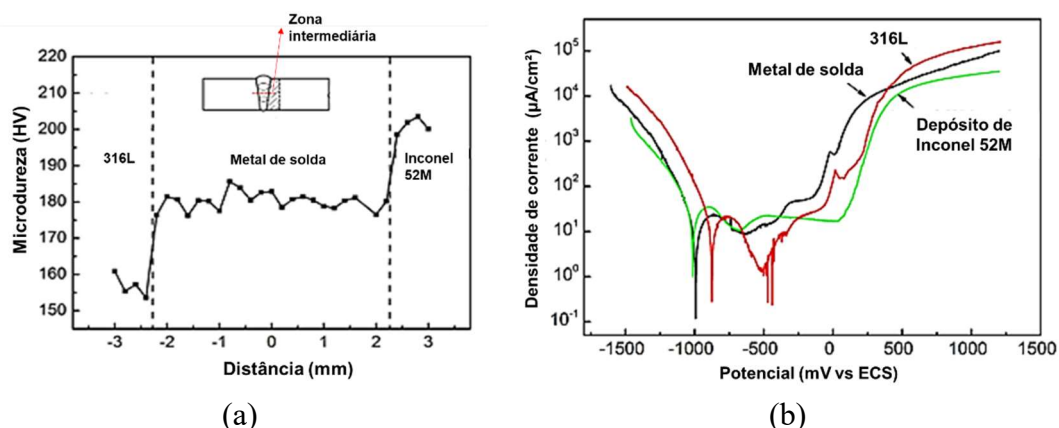 Zona
intermediária
220
210
200
190
180
170
160
150
316L
Metal de solda
Inconel
52M
Microdureza (HV)
-3 -2 -1 0 1 2 3
Distância (mm)
(a)
10⁵
10⁴
10³
10²
10¹
10⁰
10⁻¹
316L
Metal de solda
Depósito de
Inconel 52M
Densidade de corrente (µA/cm²)
-1500 -1000 -500 0 500 1000
Potencial (mV vs ECS)
(b)